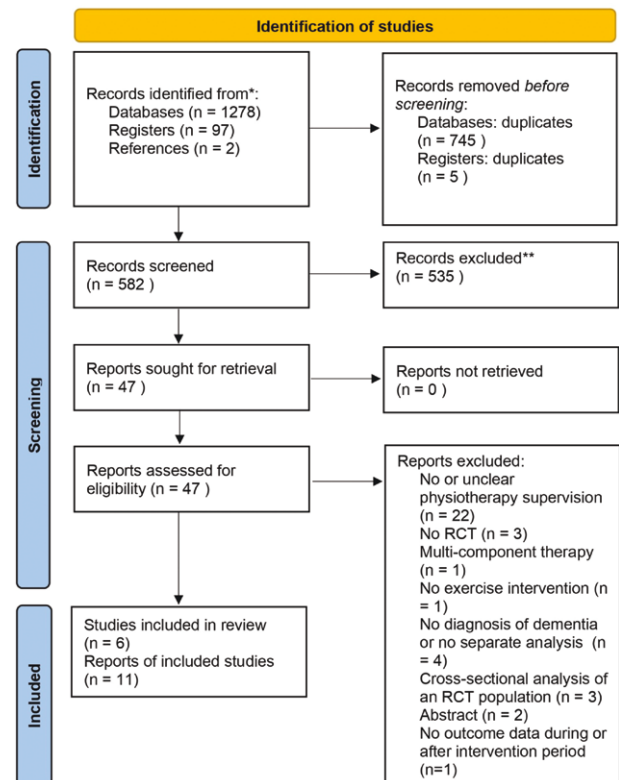 Identification of studies
Identification
Records identified from*:
Databases (n = 1278)
Registers (n = 97)
References (n = 2)
Records removed before
screening:
Databases: duplicates
(n = 745 )
Registers: duplicates
(n = 5 )
Screening
Records screened
(n = 582 )
Records excluded**
(n = 535 )
Reports sought for retrieval
(n = 47 )
Reports not retrieved
(n = 0 )
Reports assessed for
eligibility (n = 47 )
Reports excluded:
No or unclear
physiotherapy supervision
(n = 22)
No RCT (n = 3)
Multi-component therapy
(n = 1)
No exercise intervention (n
= 1)
No diagnosis of dementia
or no separate analysis (n
= 4)
Cross-sectional analysis of
an RCT population (n = 3)
Abstract (n = 2)
No outcome data during or
after intervention period
(n=1)
Included
Studies included in review
(n = 6)
Reports of included studies
(n = 11)